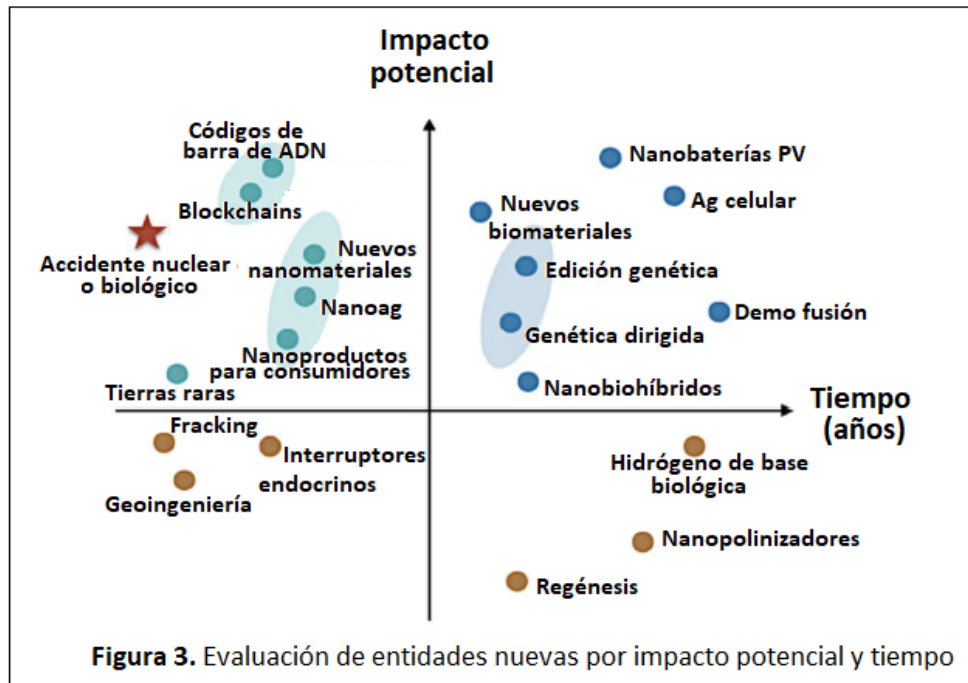 Impacto
potencial
Códigos de
barra de ADN
Blockchains
Accidente nuclear
o biológico
Nuevos
nanomateriales
Nanoag
Nanoproductos
para consumidores
Tierras raras
Nanobaterías PV
Ag celular
Nuevos
biomateriales
Edición genética
Demo fusión
Genética dirigida
Nanobiohíbridos
Tiempo
(años)
Fracking
Interruptores
endocrinos
Geoingeniería
Hidrógeno de base
biológica
Nanopolinizadores
Regénesis
Figura 3. Evaluación de entidades nuevas por impacto potencial y tiempo